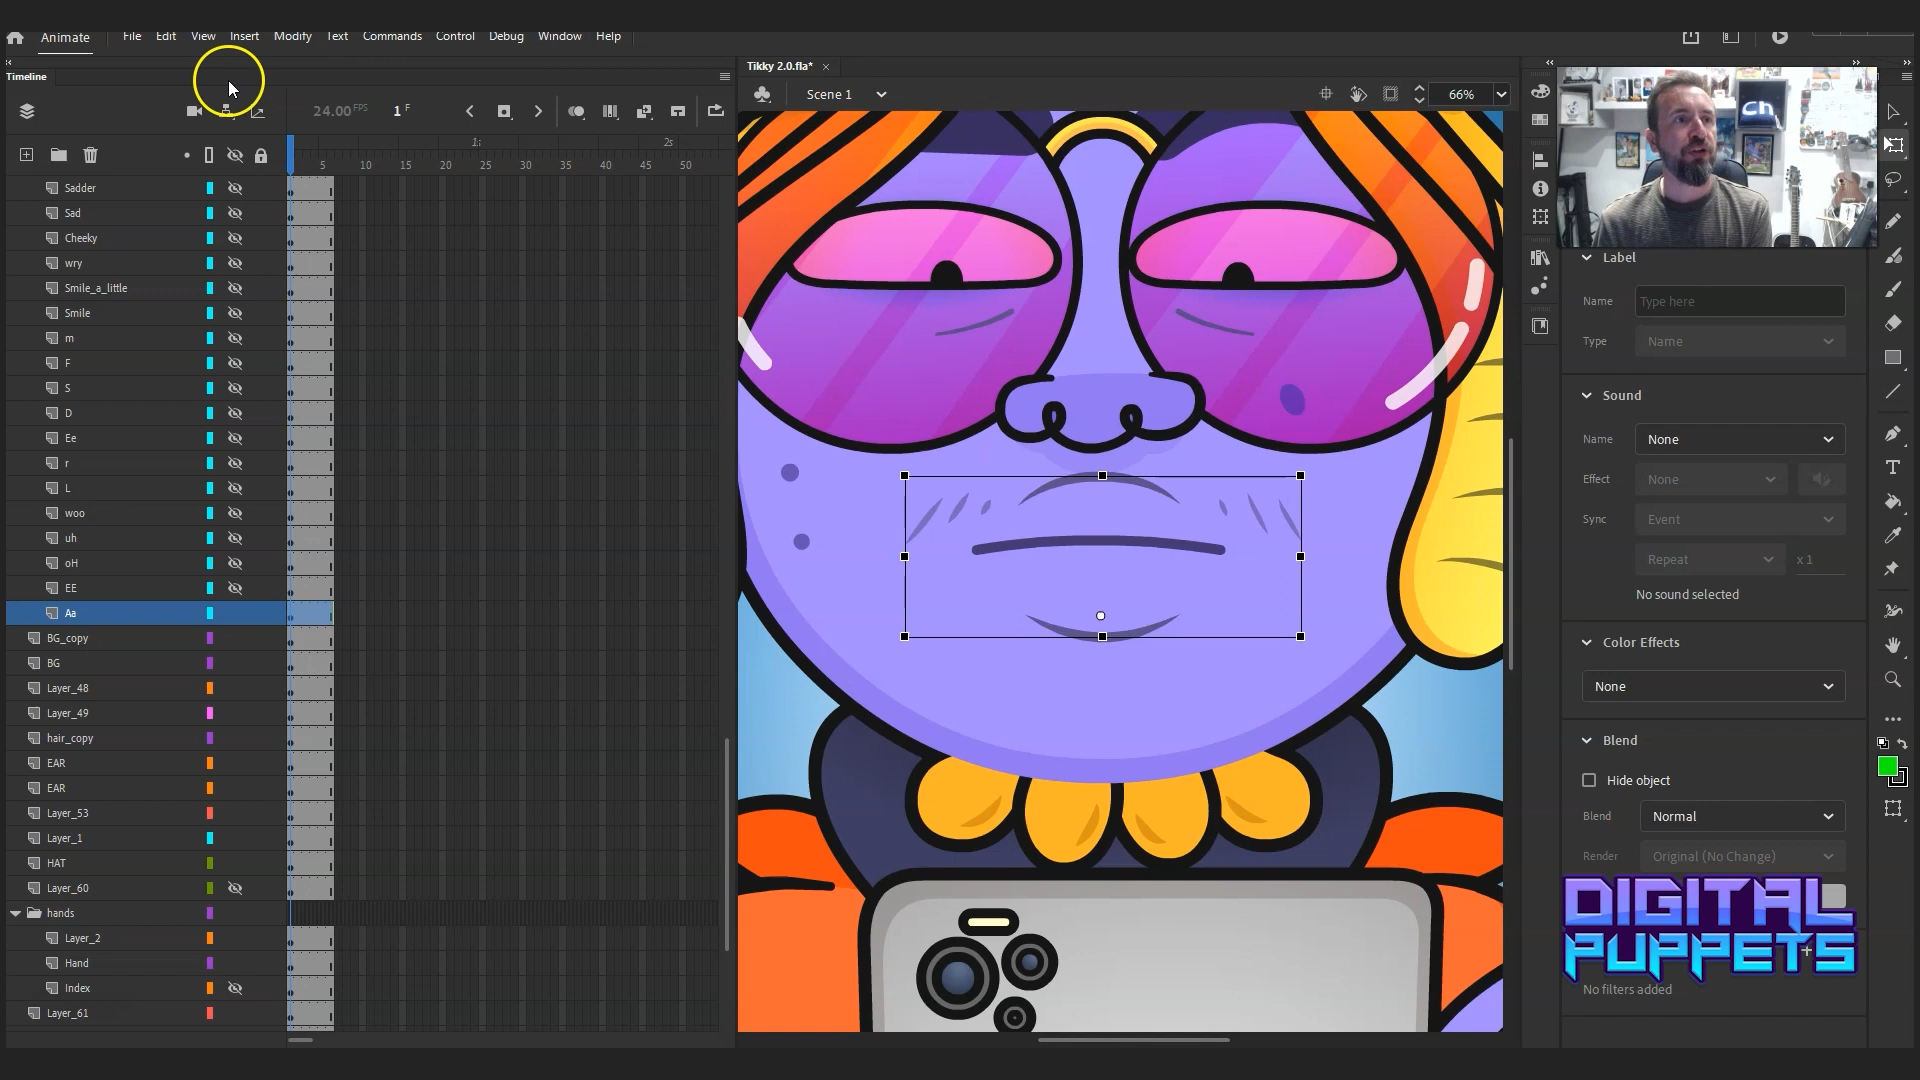 Animate File Edit View Insert Modify Text Commands Control Debug Window Help
Timeline
Tikky 2.0.fla*
24.00 FPS 1 F
Scene 1
66%
1s 2s
5 10 15 20 25 30 35 40 45 50
Sadder
Sad
Cheeky
wry
Smile_a_little
Smile
m
F
S
D
Ee
r
L
woo
uh
oH
EE
Aa
BG_copy
BG
Layer_48
Layer_49
hair_copy
EAR
EAR
Layer_53
Layer_1
HAT
Layer_60
hands
Layer_2
Hand
Index
Layer_61
Ch
Label
Name Type here
Type Name
Sound
Name None
Effect None
Sync Event
Repeat x 1
No sound selected
Color Effects
None
Blend
Hide object
Blend Normal
Render Original (No Change)
DIGITAL
PUPPETS
No filters added